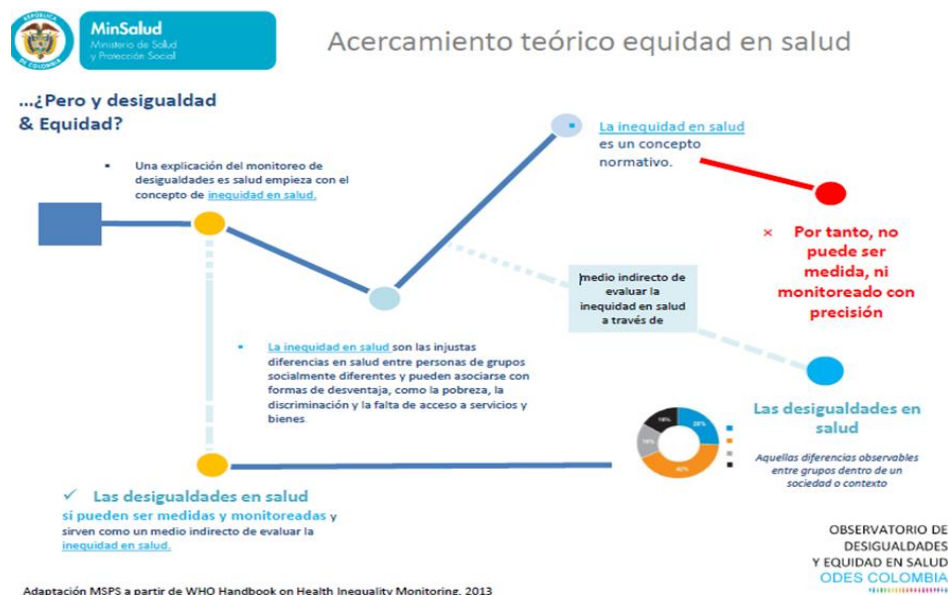 REPÚBLICA
DE COLOMBIA
MinSalud
Ministerio de Salud
y Protección Social
Acercamiento teórico equidad en salud
...¿Pero y desigualdad
& Equidad?
Una explicación del monitoreo de
desigualdades es salud empieza con el
concepto de inequidad en salud.
La inequidad en salud
es un concepto
normativo.
× Por tanto, no
puede ser
medida, ni
monitoreado con
precisión
medio indirecto de
evaluar la
inequidad en salud
a través de
La inequidad en salud son las injustas
diferencias en salud entre personas de grupos
socialmente diferentes y pueden asociarse con
formas de desventaja, como la pobreza, la
discriminación y la falta de acceso a servicios y
bienes
Las desigualdades en
salud
Aquellas diferencias observables
entre grupos dentro de un
sociedad o contexto
✓ Las desigualdades en salud
si pueden ser medidas y monitoreadas y
sirven como un medio indirecto de evaluar la
inequidad en salud.
OBSERVATORIO DE
DESIGUALDADES
Y EQUIDAD EN SALUD
ODES COLOMBIA
Adaptación MSPS a partir de WHO Handbook on Health Inequality Monitoring, 2013